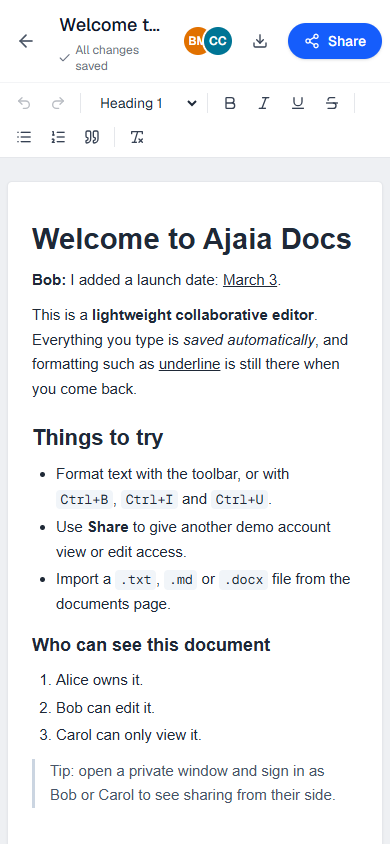 Welcome t...
All changes
saved
BM
CC
Share
Heading 1
B
I
U
S
Welcome to Ajaia Docs
Bob: I added a launch date: March 3.
This is a lightweight collaborative editor.
Everything you type is saved automatically, and
formatting such as underline is still there when
you come back.
Things to try
• Format text with the toolbar, or with
Ctrl+B, Ctrl+I and Ctrl+U.
• Use Share to give another demo account
view or edit access.
• Import a .txt, .md or .docx file from the
documents page.
Who can see this document
1. Alice owns it.
2. Bob can edit it.
3. Carol can only view it.
Tip: open a private window and sign in as
Bob or Carol to see sharing from their side.